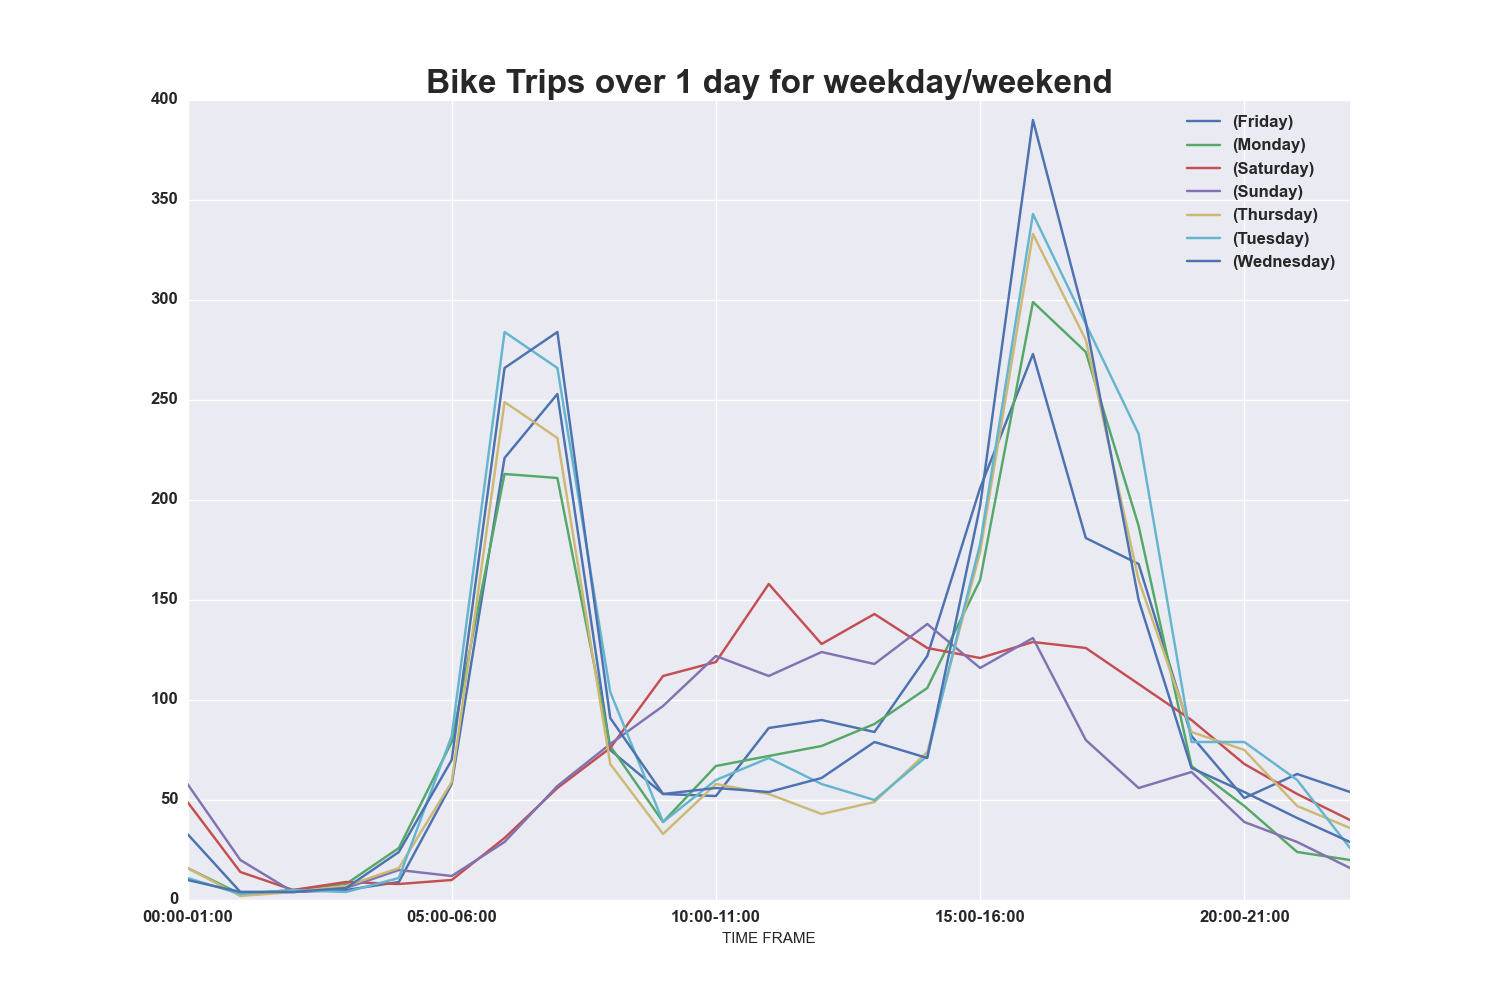 Bike Trips over 1 day for weekday/weekend
400
350
300
250
200
150
100
50
0
(Friday)
(Monday)
(Saturday)
(Sunday)
(Thursday)
(Tuesday)
(Wednesday)
00:00-01:00
05:00-06:00
10:00-11:00
15:00-16:00
20:00-21:00
TIME FRAME